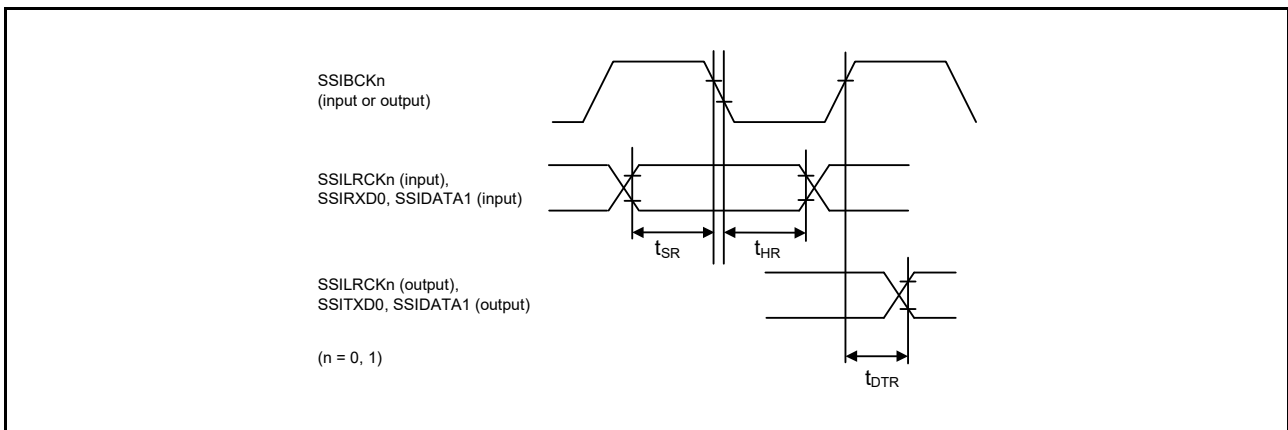 SSIBCKn
(input or output)
SSILRCKn (input),
SSIRXD0, SSIDATA1 (input)
tSR
tHR
SSILRCKn (output),
SSITXD0, SSIDATA1 (output)
(n = 0, 1)
tDTR